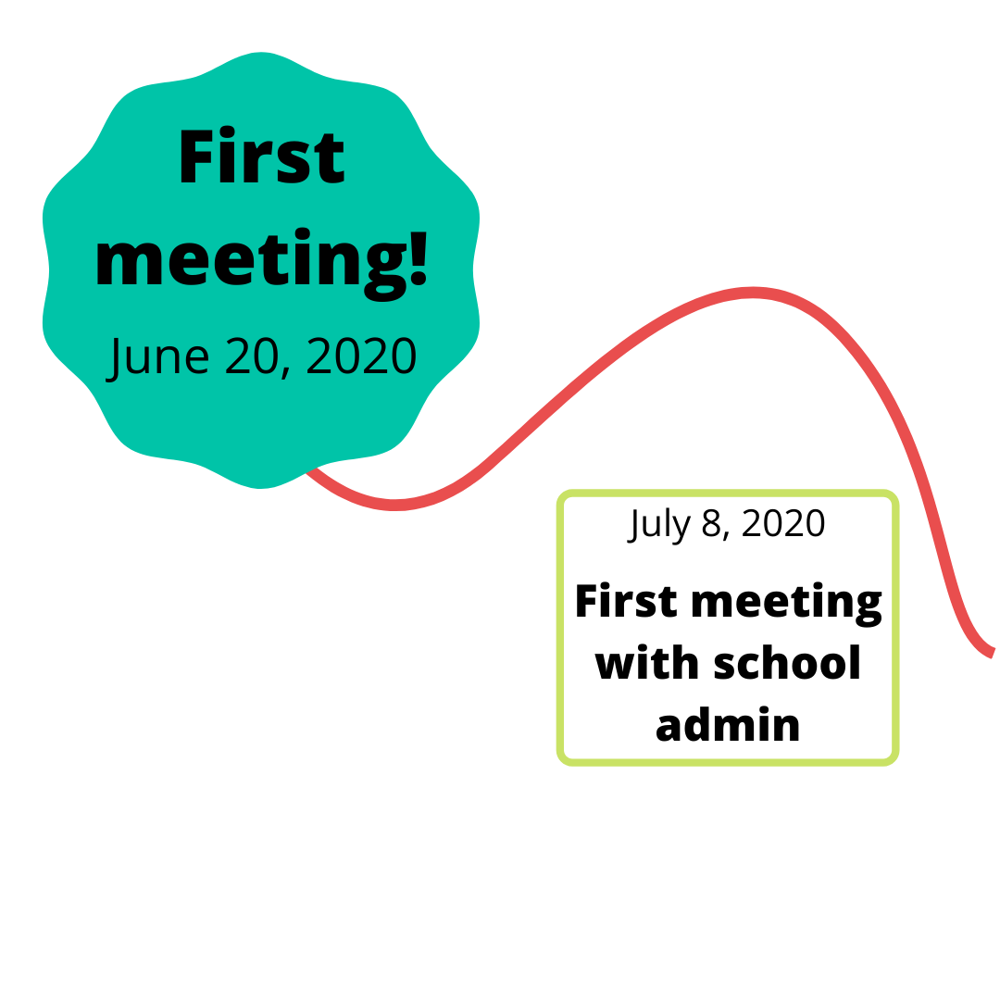 First
meeting!
June 20, 2020
July 8, 2020
First meeting
with school
admin